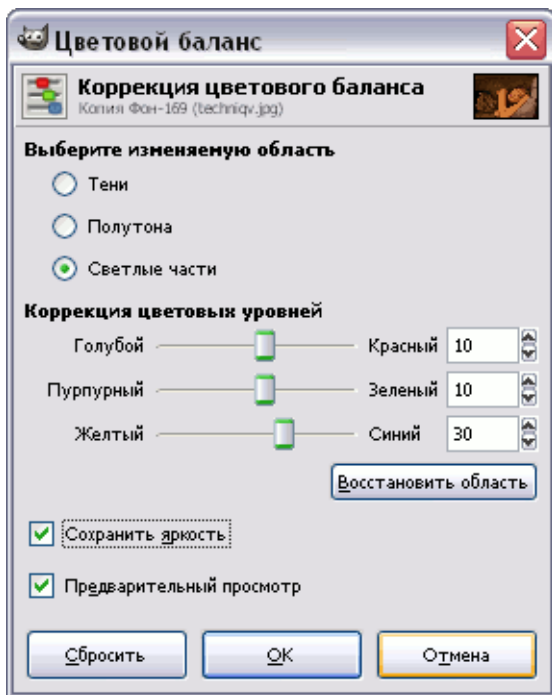 Цветовой баланс
Коррекция цветового баланса
Копия Фон-169 (techniqv.jpg)
Выберите изменяемую область
Тени
Полутона
Светлые части
Коррекция цветовых уровней
Голубой Красный 10
Пурпурный Зеленый 10
Желтый Синий 30
Восстановить область
Сохранить яркость
Предварительный просмотр
Сбросить OK Отмена